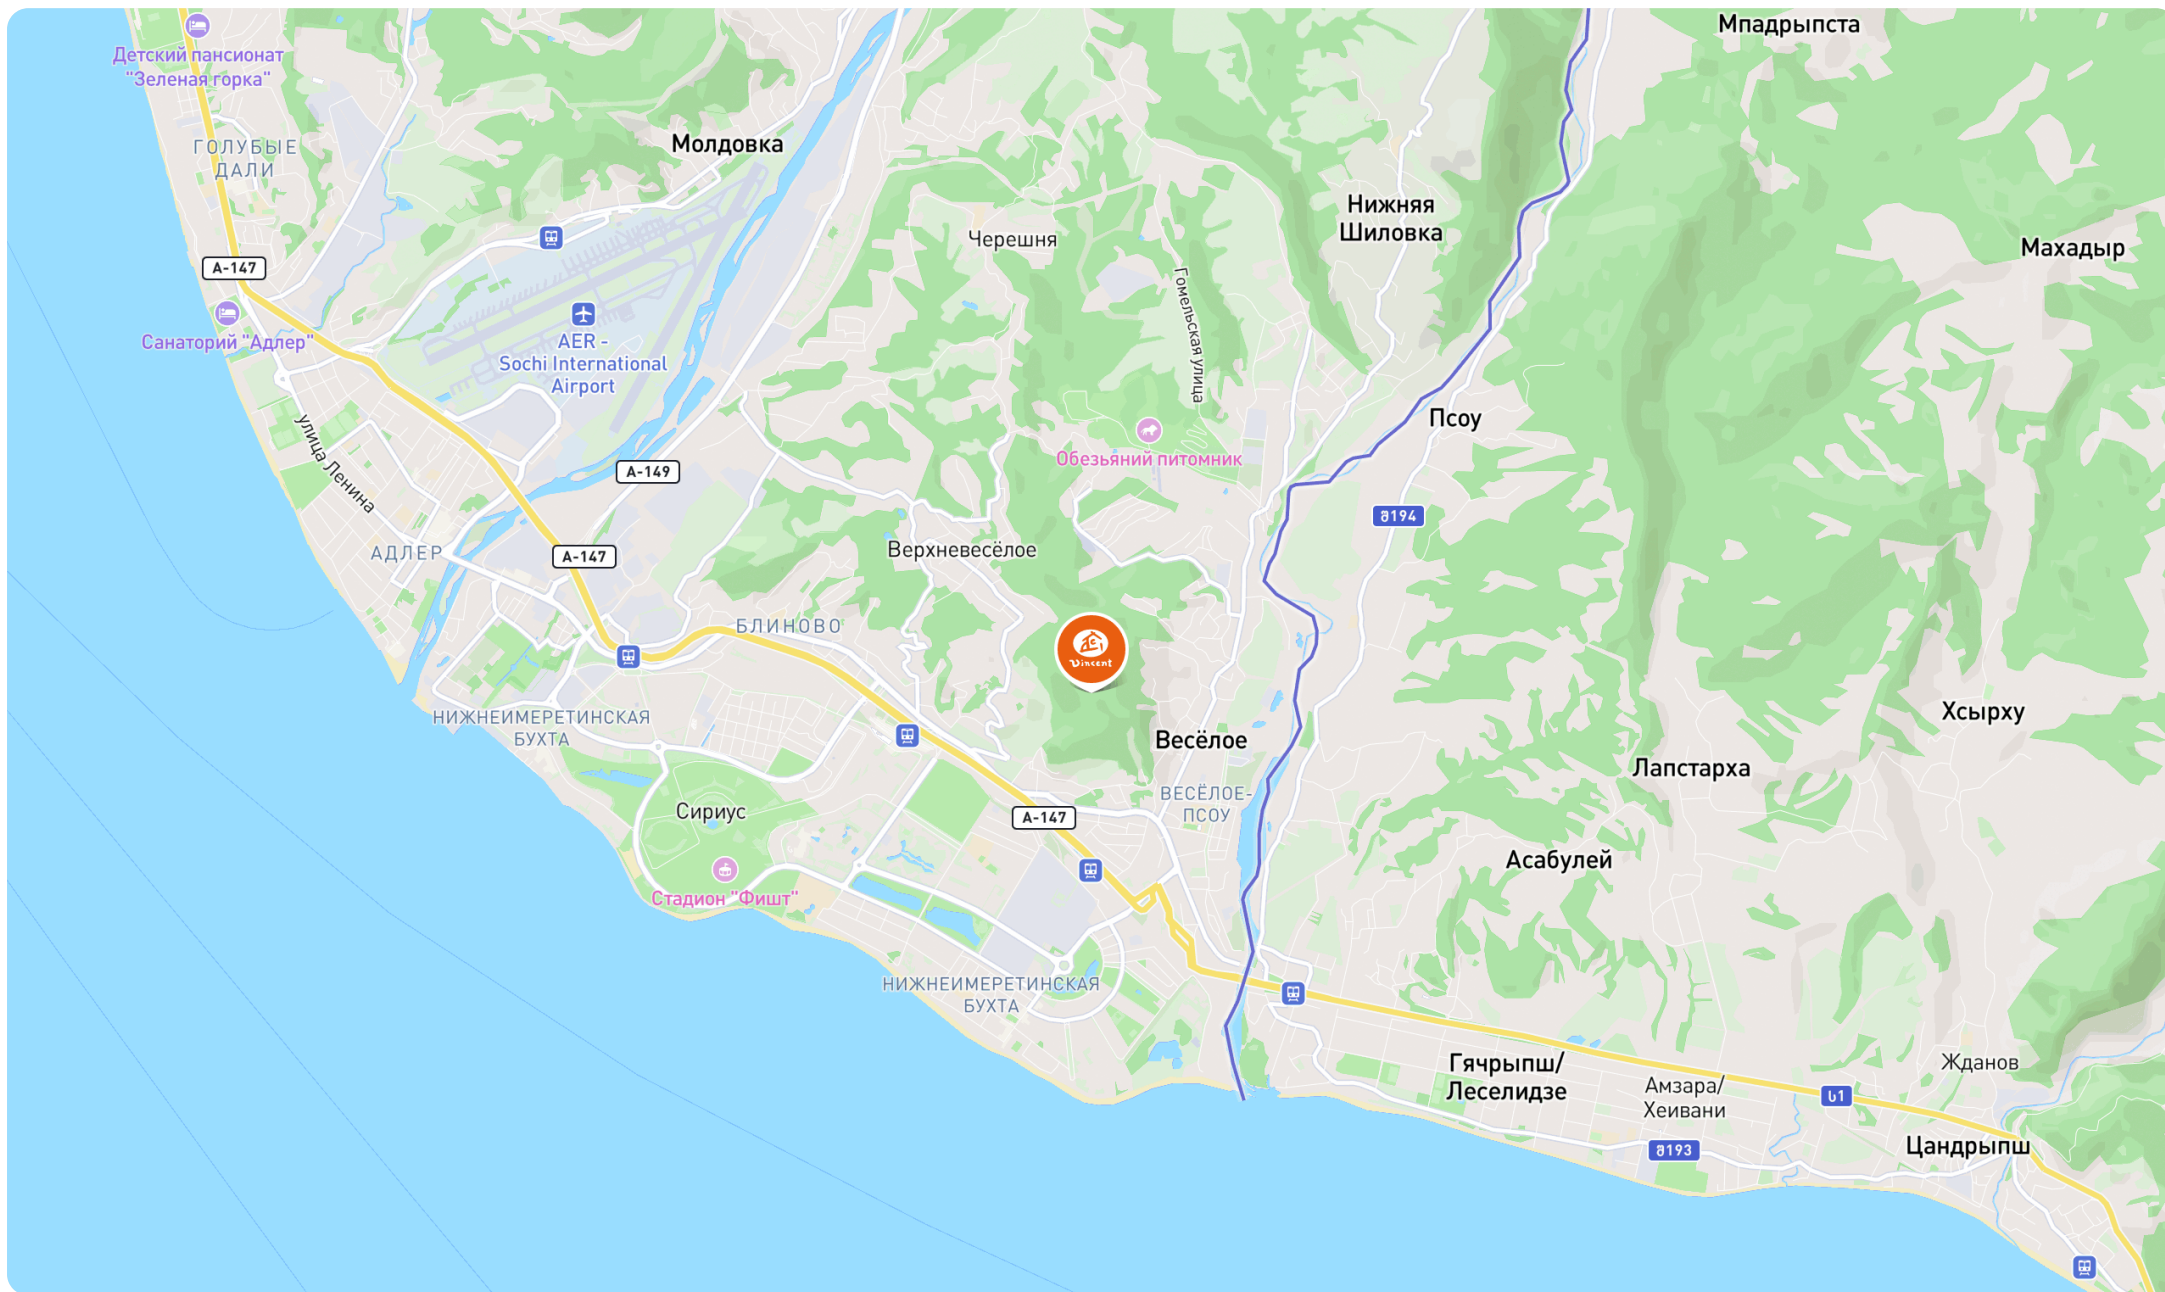 Мпадрыпста
Детский пансионат
"Зеленая горка"
ГОЛУБЫЕ
ДАЛИ
Молдовка
Нижняя
Шиловка
Черешня
Махадыр
A-147
Гомельская улица
Санаторий "Адлер"
AER -
Sochi International
Airport
Псоу
улица Ленина
Обезьяний питомник
A-149
შ194
АДЛЕР
A-147
Верхневесёлое
БЛИНОВО
Vincent
НИЖНЕИМЕРЕТИНСКАЯ
БУХТА
Весёлое
Хсырху
Лапстарха
ВЕСЁЛОЕ-
ПСОУ
Сириус
A-147
Асабулей
Стадион "Фишт"
НИЖНЕИМЕРЕТИНСКАЯ
БУХТА
Гячрыпш/
Леселидзе
Амзара/
Хеивани
Жданов
ს1
Цандрыпш
შ193